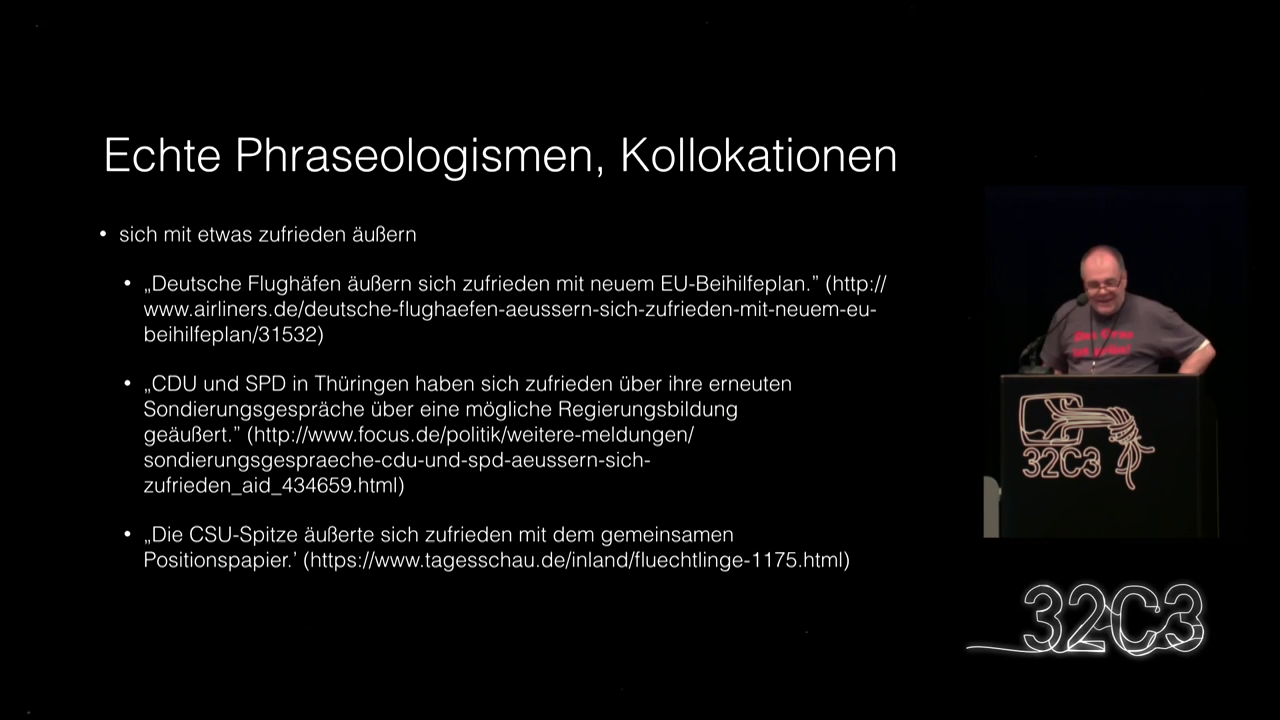 Echte Phraseologismen, Kollokationen
• sich mit etwas zufrieden äußern
• „Deutsche Flughäfen äußern sich zufrieden mit neuem EU-Beihilfeplan.” (http://
www.airliners.de/deutsche-flughaefen-aeussern-sich-zufrieden-mit-neuem-eu-
beihilfeplan/31532)
• „CDU und SPD in Thüringen haben sich zufrieden über ihre erneuten
Sondierungsgespräche über eine mögliche Regierungsbildung
geäußert.” (http://www.focus.de/politik/weitere-meldungen/
sondierungsgespraeche-cdu-und-spd-aeussern-sich-
zufrieden_aid_434659.html)
• „Die CSU-Spitze äußerte sich zufrieden mit dem gemeinsamen
Positionspapier.’ (https://www.tagesschau.de/inland/fluechtlinge-1175.html)
32C3
32C3